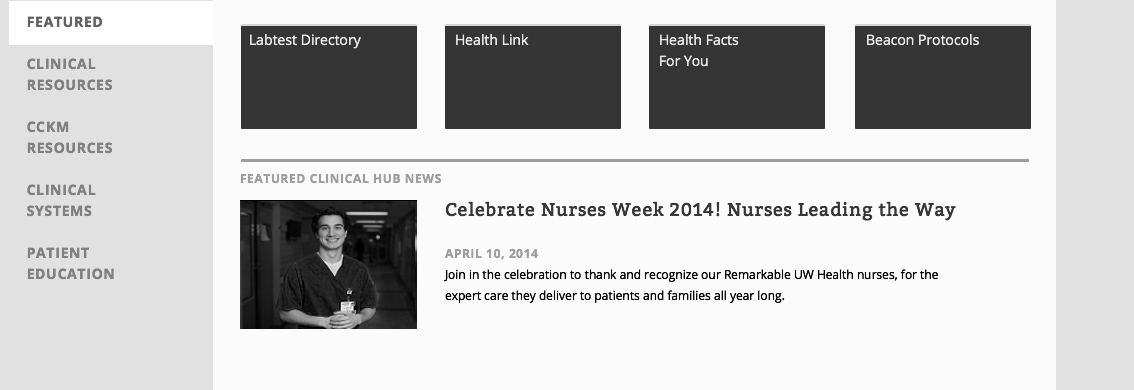 FEATURED
CLINICAL
RESOURCES
CCKM
RESOURCES
CLINICAL
SYSTEMS
PATIENT
EDUCATION
Labtest Directory
Health Link
Health Facts
For You
Beacon Protocols
FEATURED CLINICAL HUB NEWS
Celebrate Nurses Week 2014! Nurses Leading the Way
APRIL 10, 2014
Join in the celebration to thank and recognize our Remarkable UW Health nurses, for the
expert care they deliver to patients and families all year long.